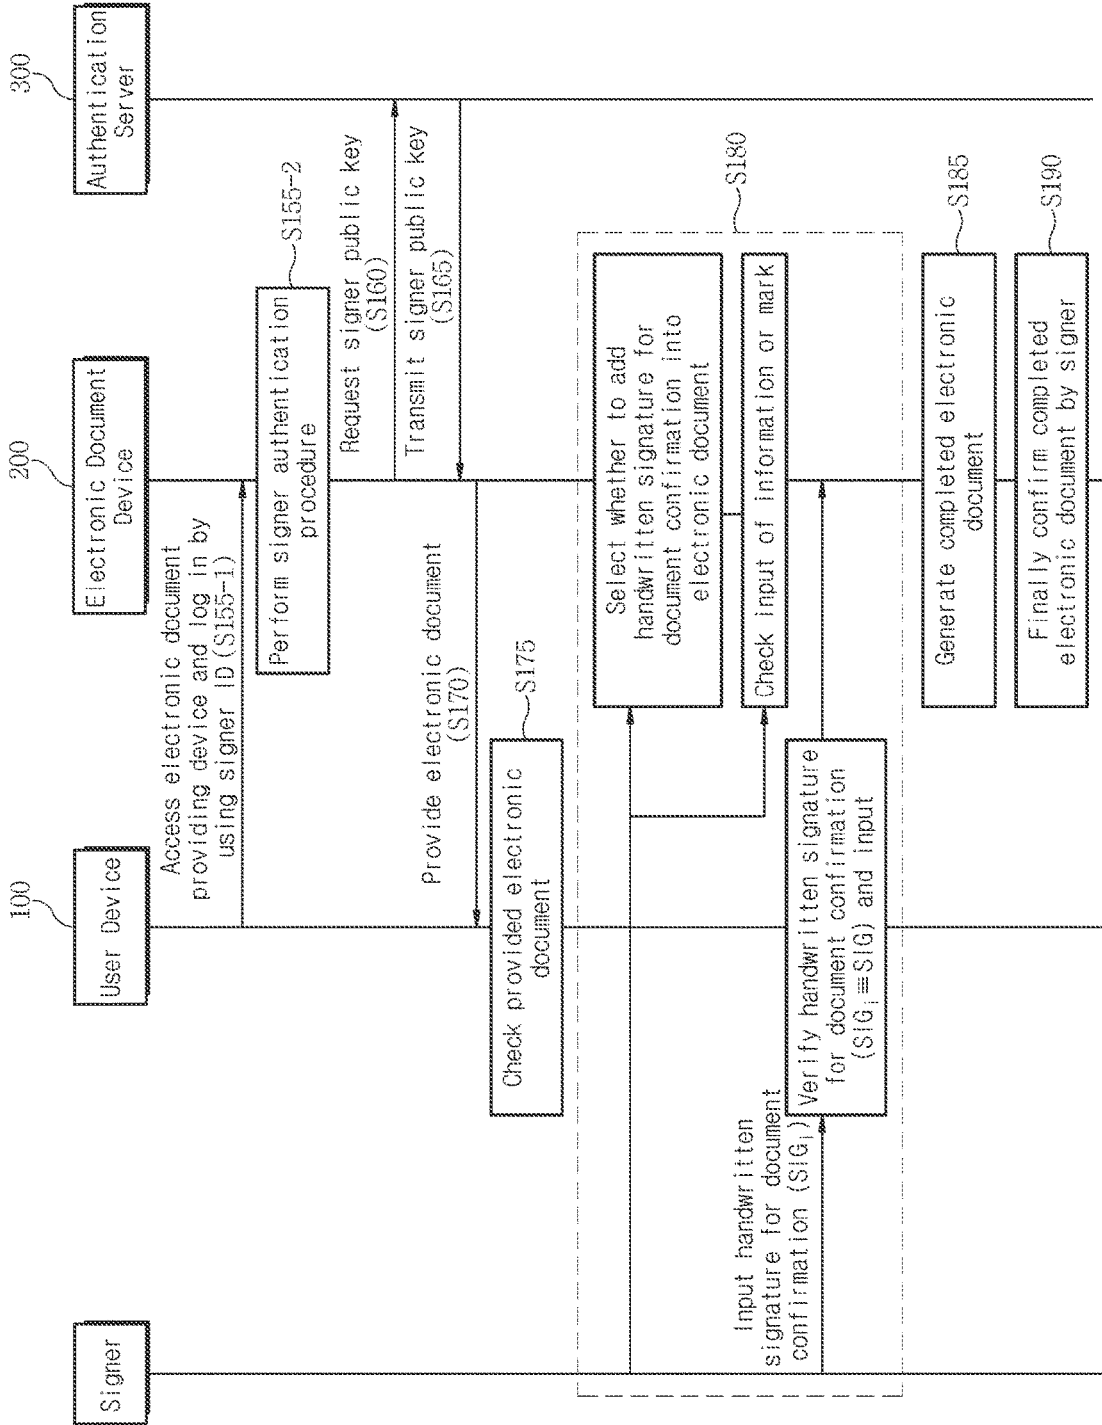 Signer
100
User Device
200
Electronic Document
Device
300
Authentication
Server
Access electronic document
providing device and log in by
using signer ID(S155-1)
S155-2
Perform signer authentication
procedure
Request signer public key
(S160)
Transmit signer public key
(S165)
Provide electronic document
(S170)
S175
Check provided electronic
document
S180
Select whether to add
handwritten signature for
document confirmation into
electronic document
Check input of information or mark
Input handwritten
signature for document
confirmation (SIGi)
Verify handwritten signature
for document confirmation
(SIGi≡SIG) and input
S185
Generate completed electronic
document
S190
Finally confirm completed
electronic document by signer